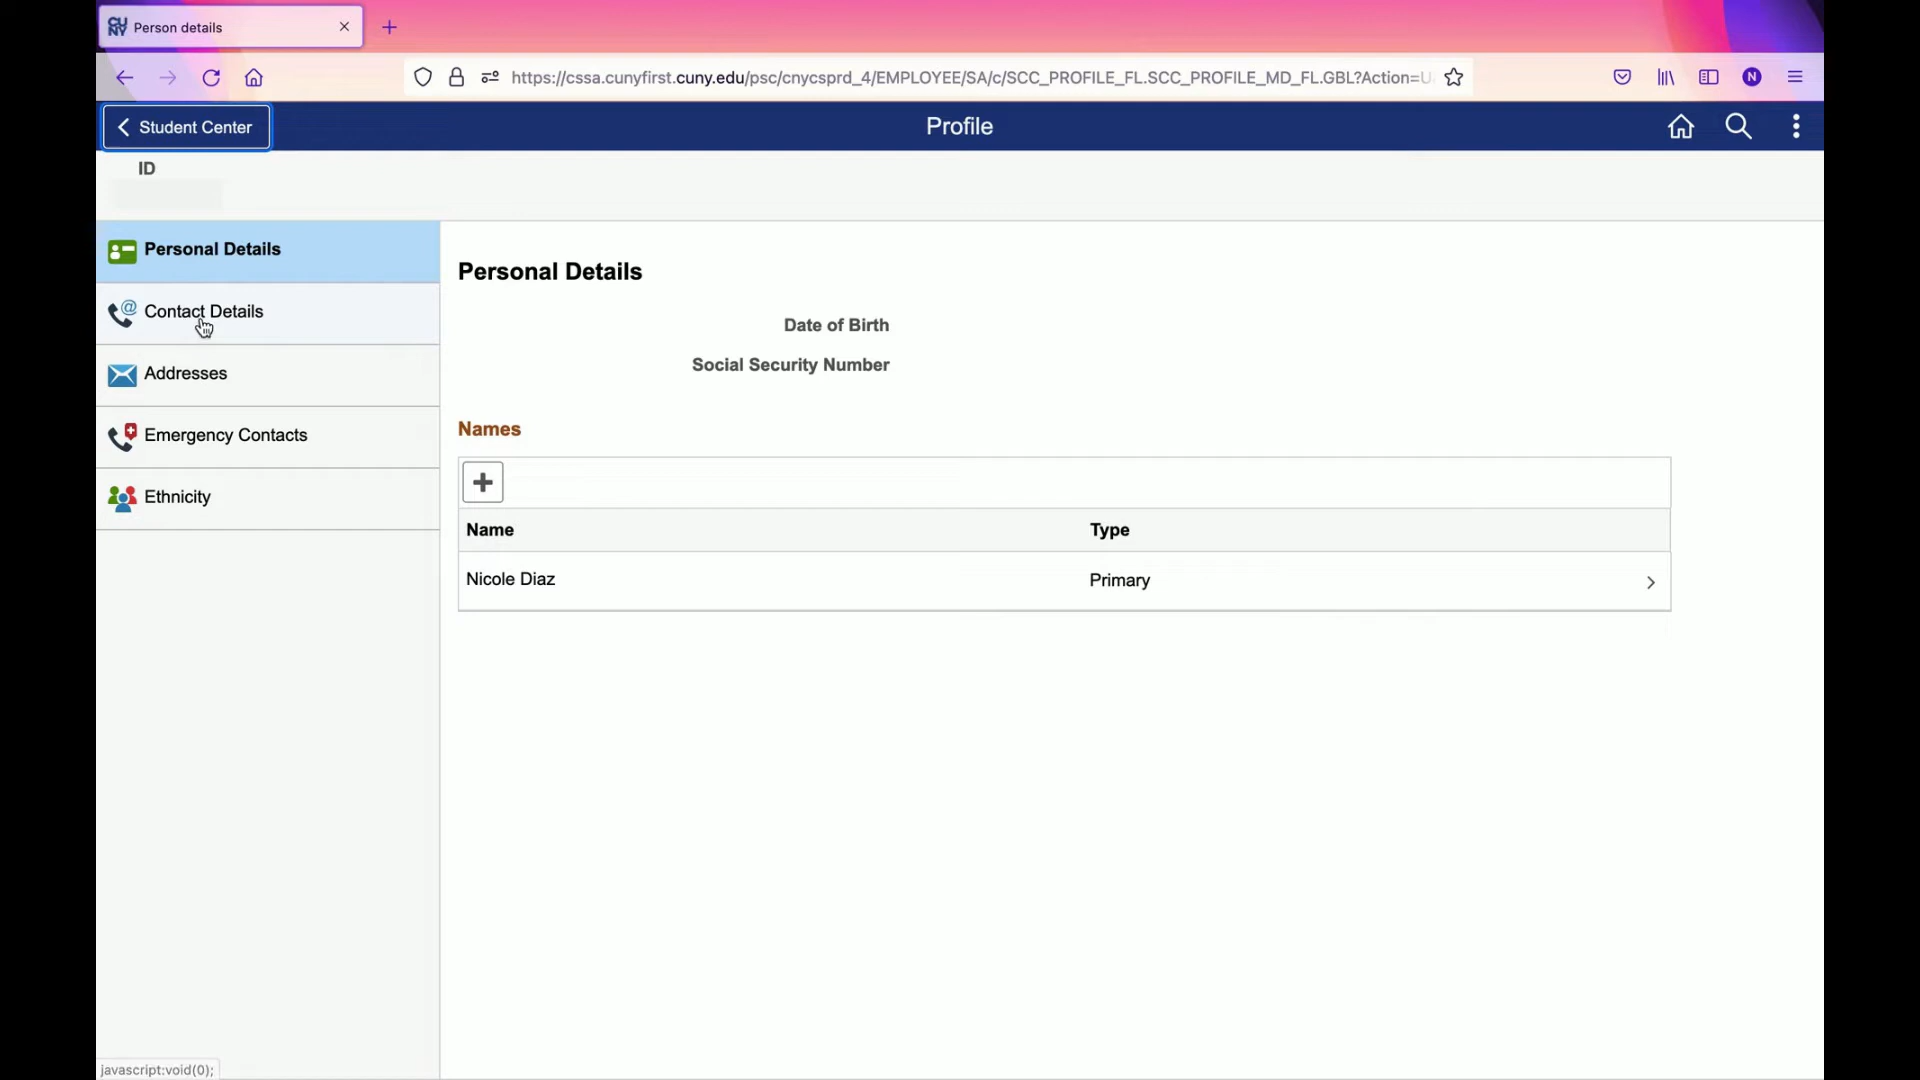 CU
NY
Person details
https://cssa.cunyfirst.cuny.edu/psc/cnycsprd_4/EMPLOYEE/SA/c/SCC_PROFILE_FL.SCC_PROFILE_MD_FL.GBL?Action=U
N
Student Center
Profile
ID
Personal Details
Contact Details
Addresses
Emergency Contacts
Ethnicity
Personal Details
Date of Birth
Social Security Number
Names
Name Type
Nicole Diaz Primary
javascript:void(0);